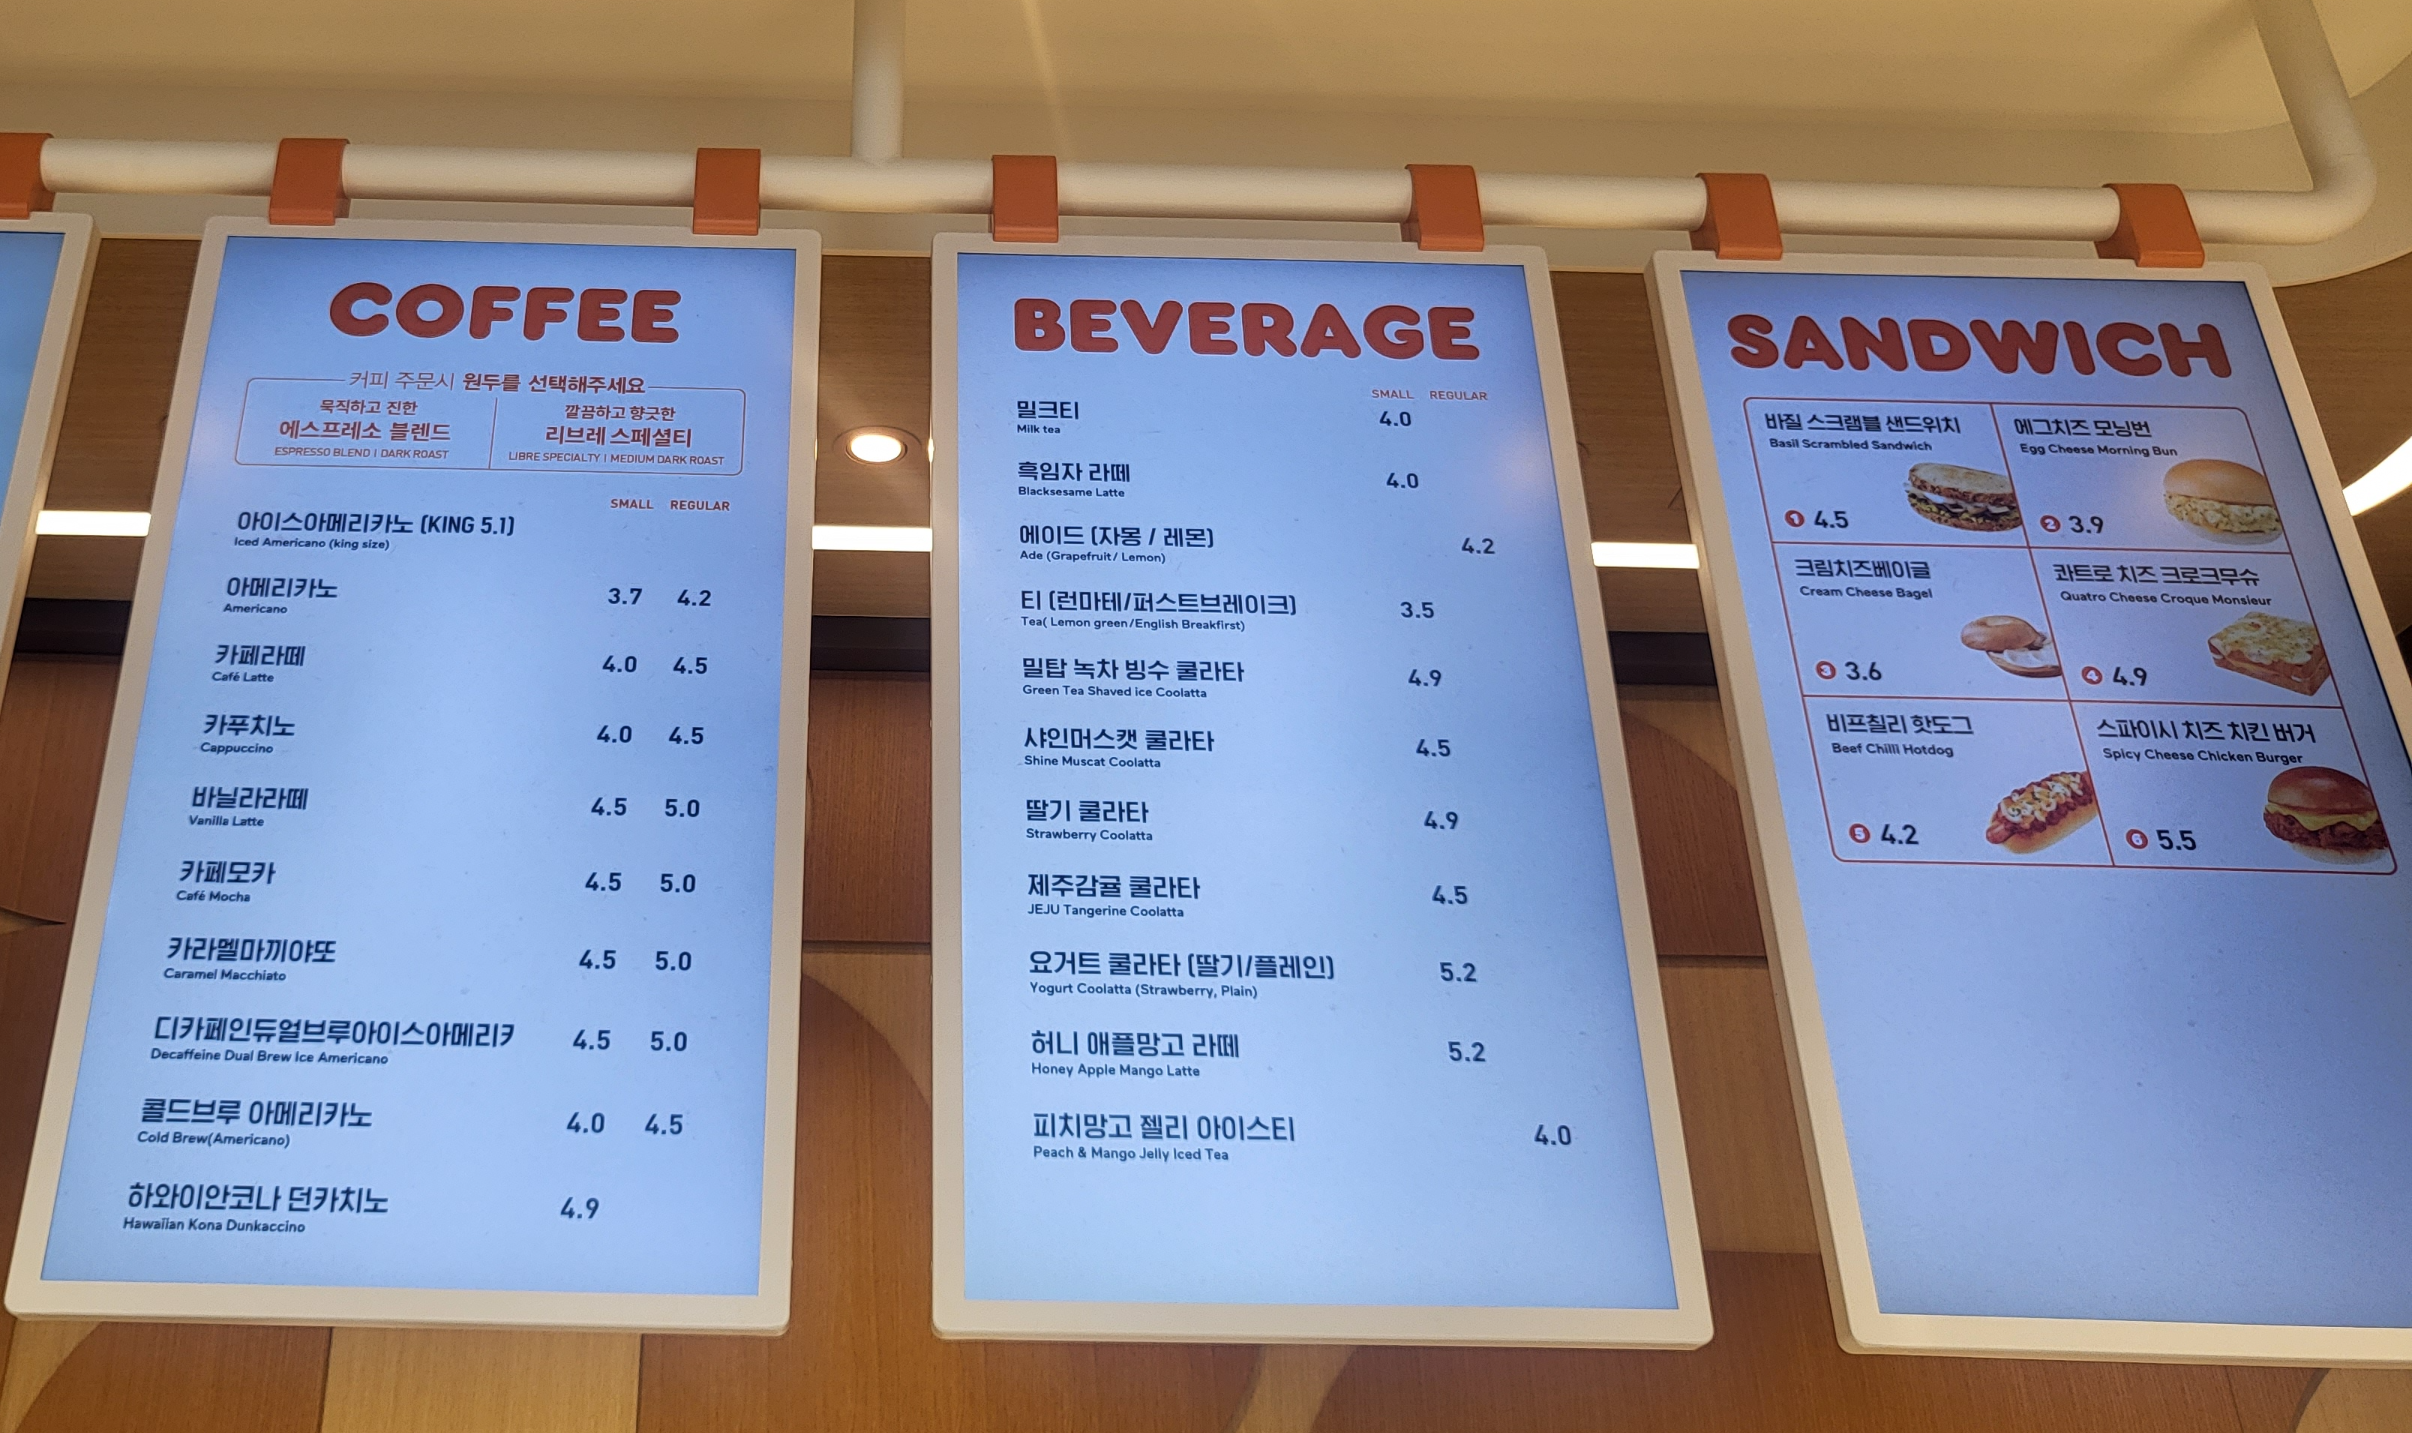 COFFEE
커피 주문시 원두를 선택해주세요
묵직하고 진한
에스프레소 블렌드
ESPRESSO BLEND | DARK ROAST
깔끔하고 향긋한
리브레 스페셜티
LIBRE SPECIALTY | MEDIUM DARK ROAST
SMALL REGULAR
아이스아메리카노 (KING 5.1)
Iced Americano (king size)
아메리카노 3.7 4.2
Americano
카페라떼 4.0 4.5
Café Latte
카푸치노 4.0 4.5
Cappuccino
바닐라라떼 4.5 5.0
Vanilla Latte
카페모카 4.5 5.0
Café Mocha
카라멜마끼야또 4.5 5.0
Caramel Macchiato
디카페인듀얼브루아이스아메리카 4.5 5.0
Decaffeine Dual Brew Ice Americano
콜드브루 아메리카노 4.0 4.5
Cold Brew(Americano)
하와이안코나 던카치노 4.9
Hawaiian Kona Dunkaccino
BEVERAGE
SMALL REGULAR
밀크티 4.0
Milk tea
흑임자 라떼 4.0
Blacksesame Latte
에이드 (자몽 / 레몬) 4.2
Ade (Grapefruit/ Lemon)
티 (런마테/퍼스트브레이크) 3.5
Tea( Lemon green/English Breakfirst)
밀탑 녹차 빙수 쿨라타 4.9
Green Tea Shaved ice Coolatta
샤인머스캣 쿨라타 4.5
Shine Muscat Coolatta
딸기 쿨라타 4.9
Strawberry Coolatta
제주감귤 쿨라타 4.5
JEJU Tangerine Coolatta
요거트 쿨라타 (딸기/플레인) 5.2
Yogurt Coolatta (Strawberry, Plain)
허니 애플망고 라떼 5.2
Honey Apple Mango Latte
피치망고 젤리 아이스티 4.0
Peach & Mango Jelly Iced Tea
SANDWICH
바질 스크램블 샌드위치
Basil Scrambled Sandwich
1 4.5
에그치즈 모닝번
Egg Cheese Morning Bun
2 3.9
크림치즈베이글
Cream Cheese Bagel
3 3.6
콰트로 치즈 크로크무슈
Quatro Cheese Croque Monsieur
4 4.9
비프칠리 핫도그
Beef Chilli Hotdog
5 4.2
스파이시 치즈 치킨 버거
Spicy Cheese Chicken Burger
6 5.5